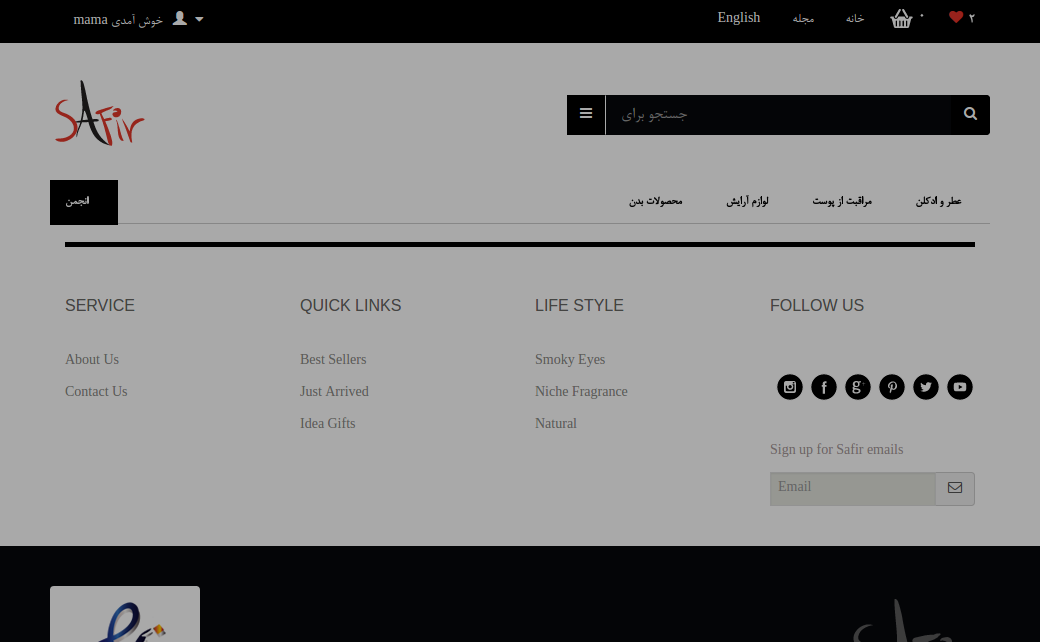 mama خوش آمدی
English مجله خانه ۰ ۲
SAFir
جستجو برای
انجمن
عطر و ادکلن مراقبت از پوست لوازم آرایش محصولات بدن
SERVICE
About Us
Contact Us
QUICK LINKS
Best Sellers
Just Arrived
Idea Gifts
LIFE STYLE
Smoky Eyes
Niche Fragrance
Natural
FOLLOW US
Sign up for Safir emails
Email